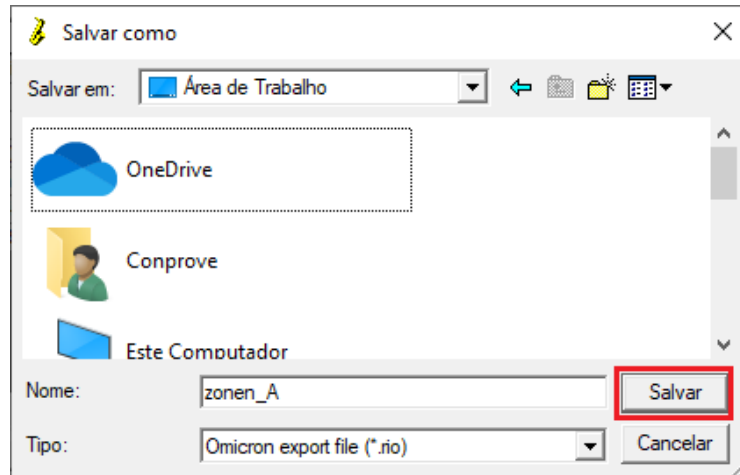 Salvar como
Salvar em: Área de Trabalho
OneDrive
Conprove
Este Computador
Nome: zonen_A Salvar
Tipo: Omicron export file (*.rio) Cancelar